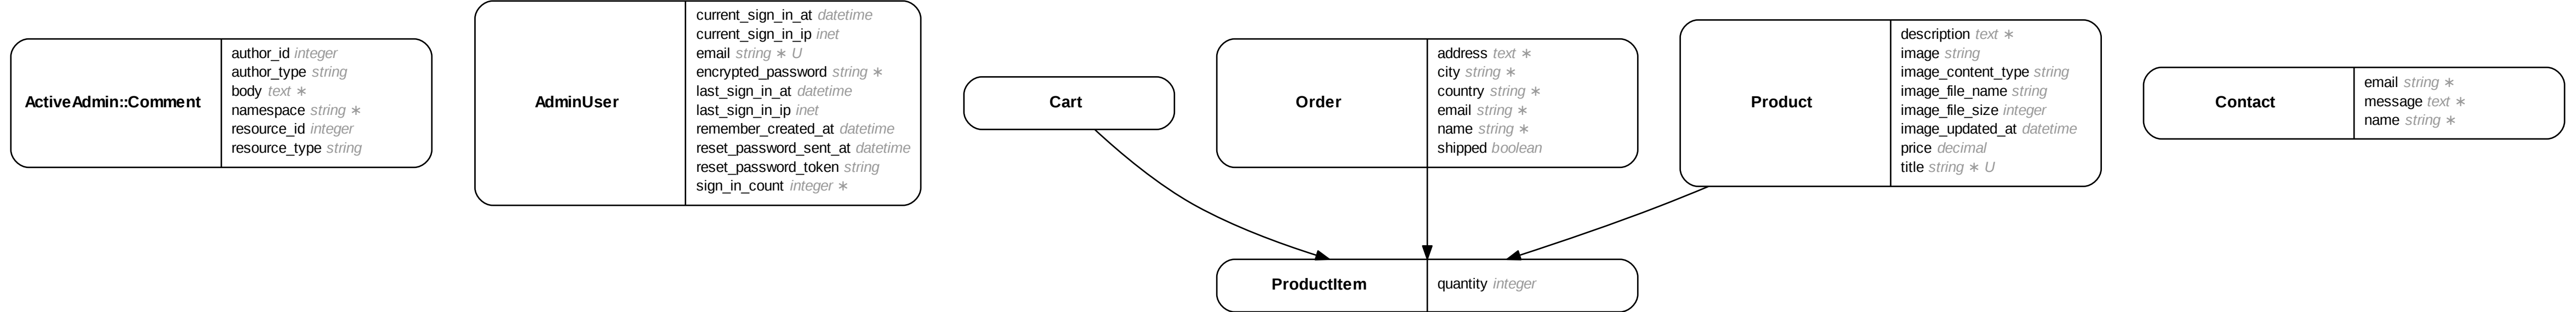 ActiveAdmin::Comment
author_id integer
author_type string
body text ∗
namespace string ∗
resource_id integer
resource_type string
AdminUser
current_sign_in_at datetime
current_sign_in_ip inet
email string ∗ U
encrypted_password string ∗
last_sign_in_at datetime
last_sign_in_ip inet
remember_created_at datetime
reset_password_sent_at datetime
reset_password_token string
sign_in_count integer ∗
Cart
Order
address text ∗
city string ∗
country string ∗
email string ∗
name string ∗
shipped boolean
Product
description text ∗
image string
image_content_type string
image_file_name string
image_file_size integer
image_updated_at datetime
price decimal
title string ∗ U
Contact
email string ∗
message text ∗
name string ∗
ProductItem
quantity integer